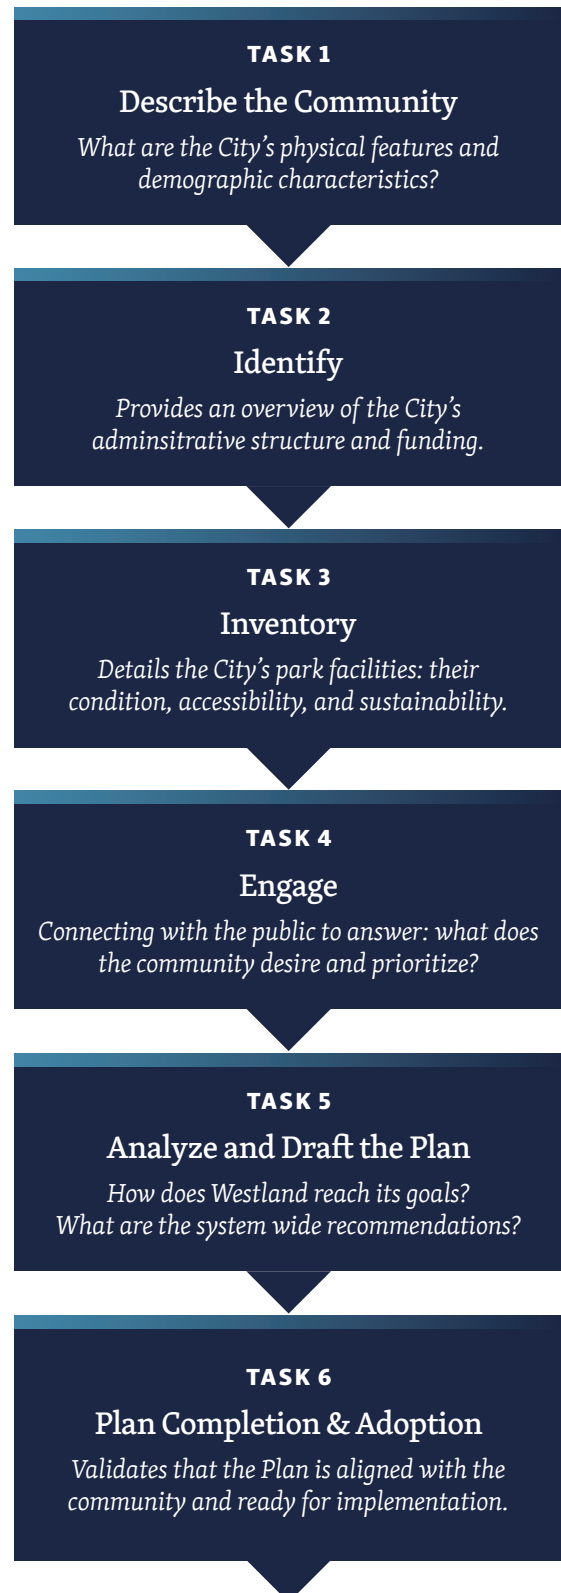 TASK 1
Describe the Community
What are the City's physical features and
demographic characteristics?
TASK 2
Identify
Provides an overview of the City's
adminsitrative structure and funding.
TASK 3
Inventory
Details the City's park facilities: their
condition, accessibility, and sustainability.
TASK 4
Engage
Connecting with the public to answer: what does
the community desire and prioritize?
TASK 5
Analyze and Draft the Plan
How does Westland reach its goals?
What are the system wide recommendations?
TASK 6
Plan Completion & Adoption
Validates that the Plan is aligned with the
community and ready for implementation.